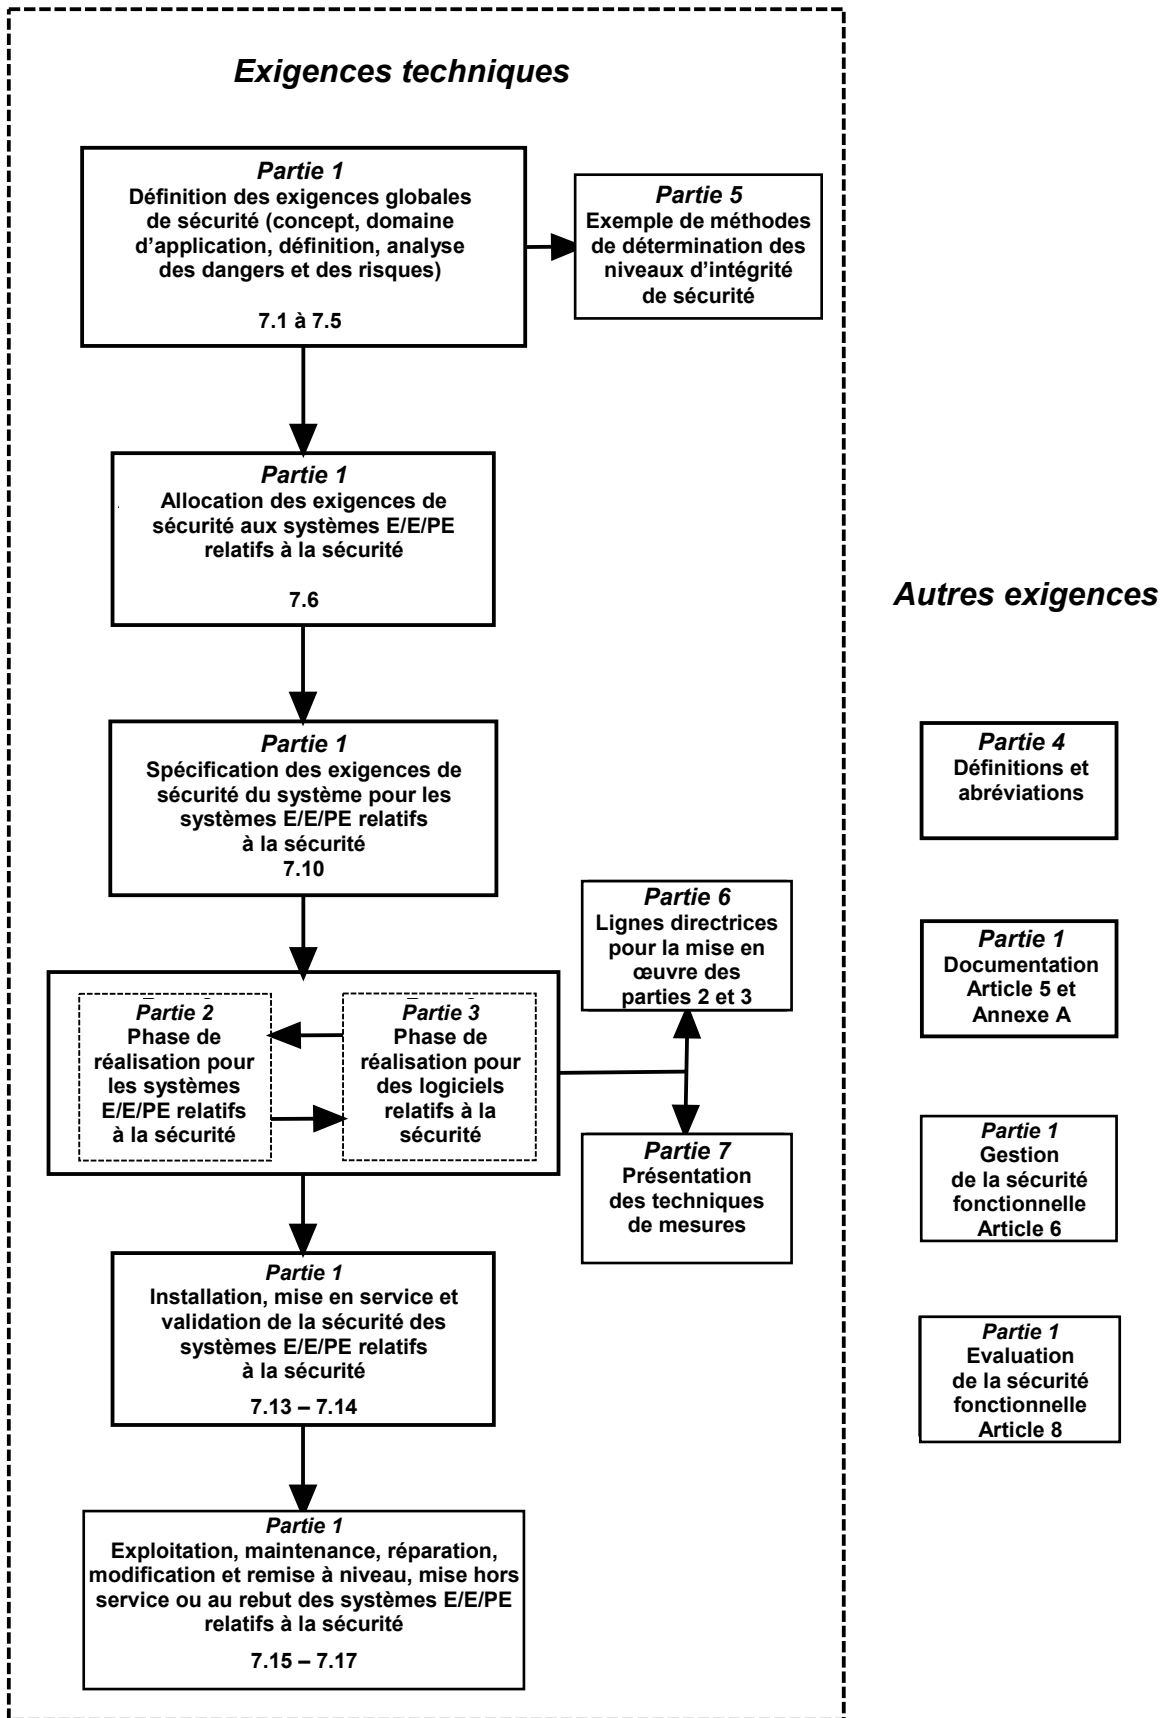 Exigences techniques
Partie 1
Définition des exigences globales
de sécurité (concept, domaine
d’application, définition, analyse
des dangers et des risques)
7.1 à 7.5
Partie 5
Exemple de méthodes
de détermination des
niveaux d’intégrité
de sécurité
Partie 1
Allocation des exigences de
sécurité aux systèmes E/E/PE
relatifs à la sécurité
7.6
Partie 1
Spécification des exigences de
sécurité du système pour les
systèmes E/E/PE relatifs
à la sécurité
7.10
Partie 2
Phase de
réalisation pour
les systèmes
E/E/PE relatifs
à la sécurité
Partie 3
Phase de
réalisation pour
des logiciels
relatifs à la
sécurité
Partie 6
Lignes directrices
pour la mise en
œuvre des
parties 2 et 3
Partie 7
Présentation
des techniques
de mesures
Partie 1
Installation, mise en service et
validation de la sécurité des
systèmes E/E/PE relatifs
à la sécurité
7.13 – 7.14
Partie 1
Exploitation, maintenance, réparation,
modification et remise à niveau, mise hors
service ou au rebut des systèmes E/E/PE
relatifs à la sécurité
7.15 – 7.17
Autres exigences
Partie 4
Définitions et
abréviations
Partie 1
Documentation
Article 5 et
Annexe A
Partie 1
Gestion
de la sécurité
fonctionnelle
Article 6
Partie 1
Evaluation
de la sécurité
fonctionnelle
Article 8